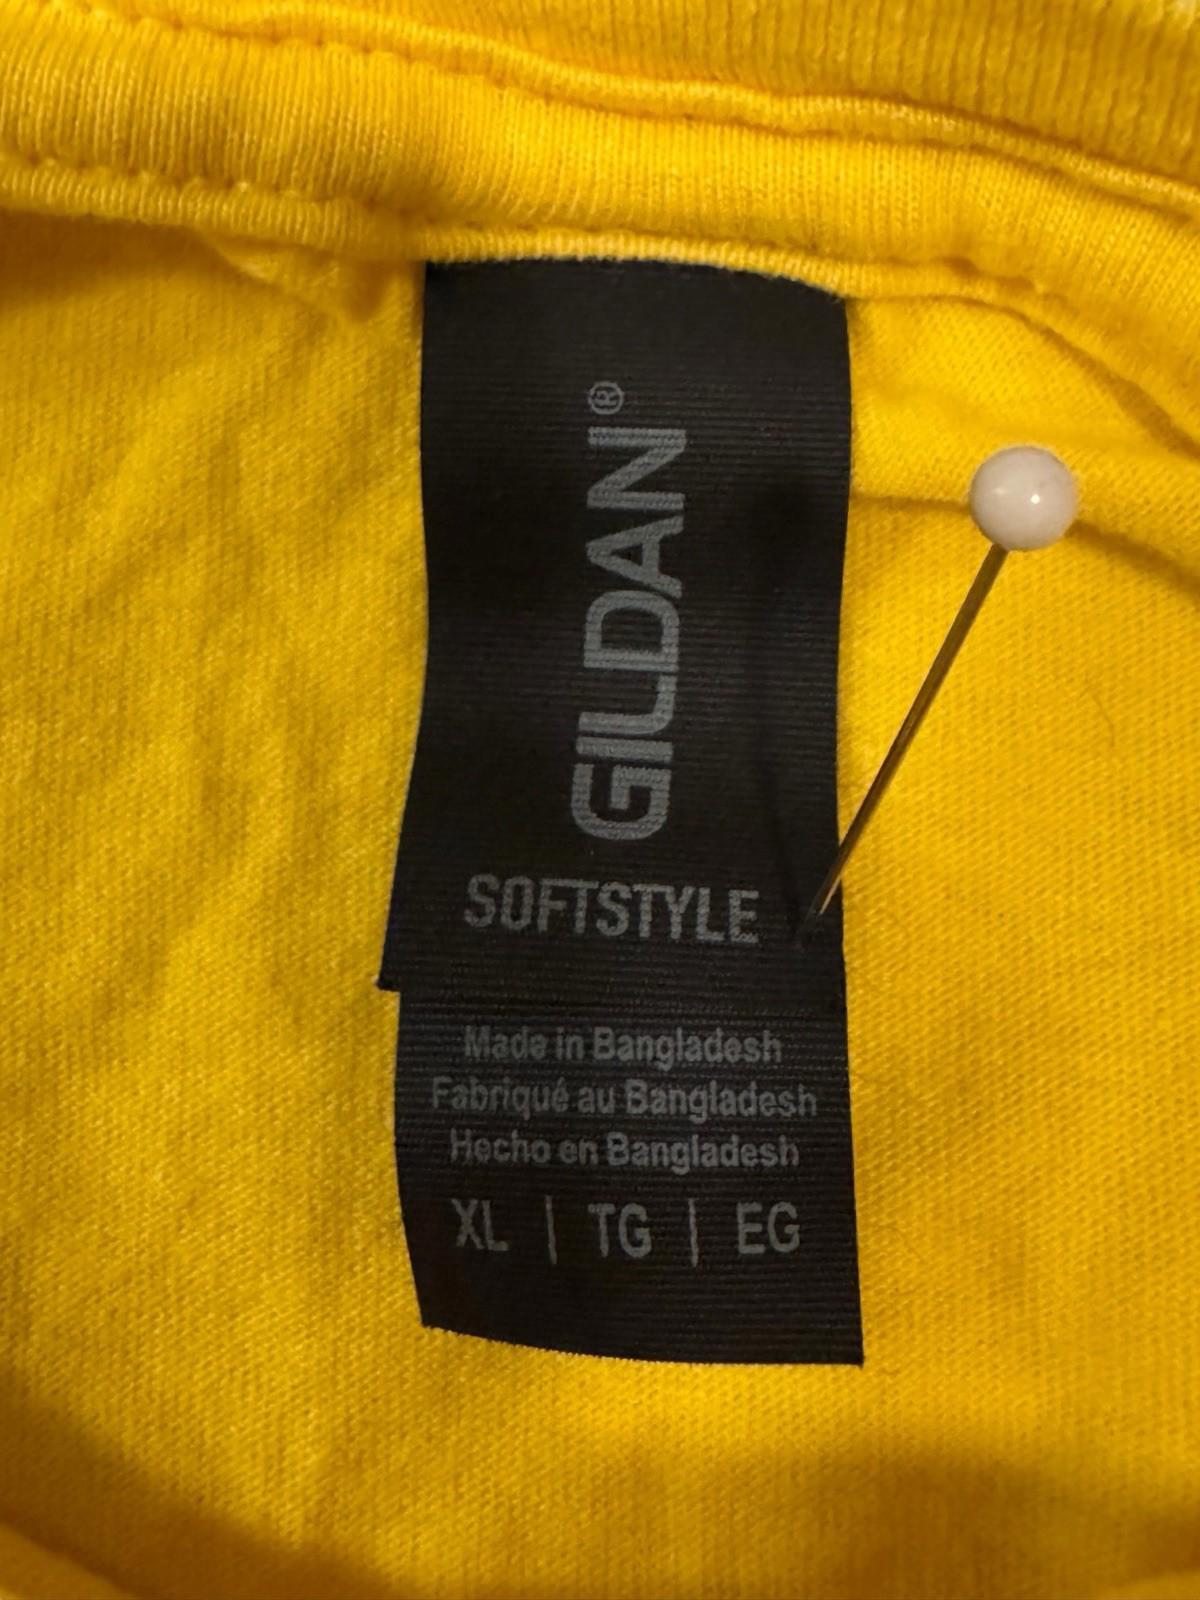 GILDAN®
SOFTSTYLE
Made in Bangladesh
Fabriqué au Bangladesh
Hecho en Bangladesh
XL | TG | EG